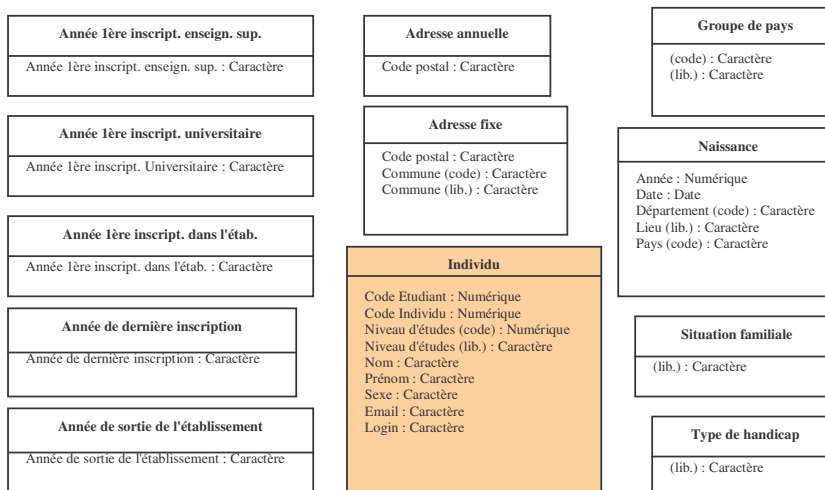 Année 1ère inscript. enseign. sup.
Année 1ère inscript. enseign. sup. : Caractère
Année 1ère inscript. universitaire
Année 1ère inscript. Universitaire : Caractère
Année 1ère inscript. dans l'étab.
Année 1ère inscript. dans l'étab. : Caractère
Année de dernière inscription
Année de dernière inscription : Caractère
Année de sortie de l'établissement
Année de sortie de l'établissement : Caractère
Adresse annuelle
Code postal : Caractère
Adresse fixe
Code postal : Caractère
Commune (code) : Caractère
Commune (lib.) : Caractère
Individu
Code Etudiant : Numérique
Code Individu : Numérique
Niveau d'études (code) : Numérique
Niveau d'études (lib.) : Caractère
Nom : Caractère
Prénom : Caractère
Sexe : Caractère
Email : Caractère
Login : Caractère
Groupe de pays
(code) : Caractère
(lib.) : Caractère
Naissance
Année : Numérique
Date : Date
Département (code) : Caractère
Lieu (lib.) : Caractère
Pays (code) : Caractère
Situation familiale
(lib.) : Caractère
Type de handicap
(lib.) : Caractère